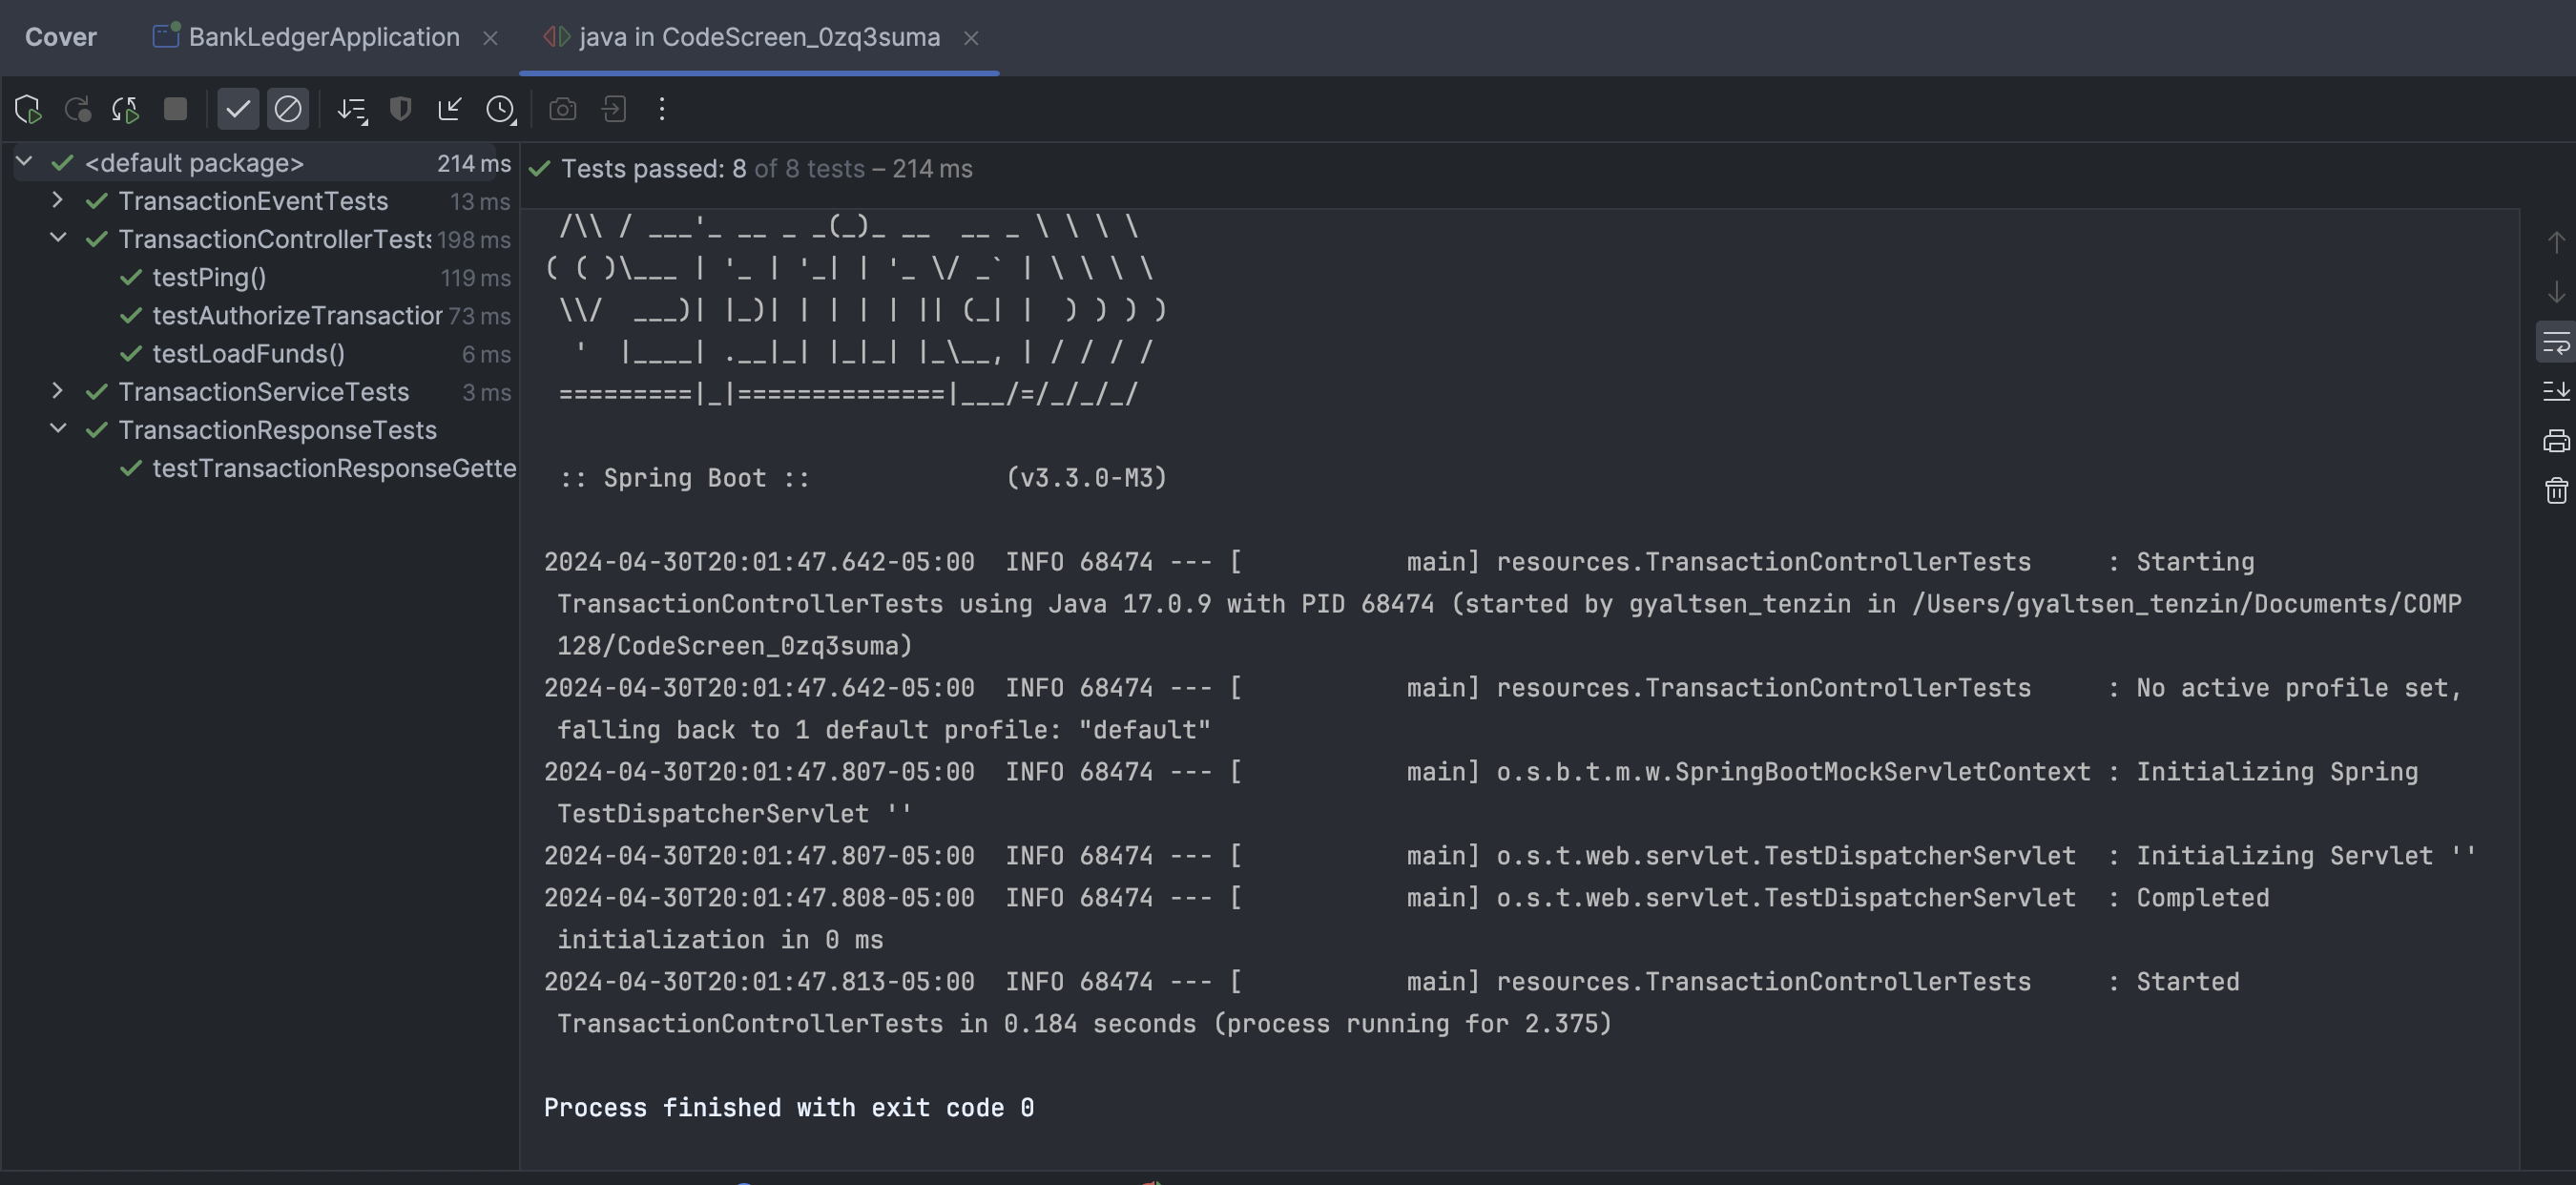 Cover BankLedgerApplication java in CodeScreen_0zq3suma
<default package> 214 ms
TransactionEventTests 13 ms
TransactionControllerTests 198 ms
testPing() 119 ms
testAuthorizeTransaction 73 ms
testLoadFunds() 6 ms
TransactionServiceTests 3 ms
TransactionResponseTests
testTransactionResponseGette
Tests passed: 8 of 8 tests – 214 ms
 /\\ / ___'_ __ _ _(_)_ __  __ _ \ \ \ \
( ( )\___ | '_ | '_| | '_ \/ _` | \ \ \ \
 \\/  ___)| |_)| | | | | || (_| |  ) ) ) )
  '  |____| .__|_| |_|_| |_\__, | / / / /
 =========|_|==============|___/=/_/_/_/
:: Spring Boot :: (v3.3.0-M3)
2024-04-30T20:01:47.642-05:00  INFO 68474 --- [           main] resources.TransactionControllerTests     : Starting
TransactionControllerTests using Java 17.0.9 with PID 68474 (started by gyaltsen_tenzin in /Users/gyaltsen_tenzin/Documents/COMP
128/CodeScreen_0zq3suma)
2024-04-30T20:01:47.642-05:00  INFO 68474 --- [           main] resources.TransactionControllerTests     : No active profile set,
falling back to 1 default profile: "default"
2024-04-30T20:01:47.807-05:00  INFO 68474 --- [           main] o.s.b.t.m.w.SpringBootMockServletContext : Initializing Spring
TestDispatcherServlet ''
2024-04-30T20:01:47.807-05:00  INFO 68474 --- [           main] o.s.t.web.servlet.TestDispatcherServlet  : Initializing Servlet ''
2024-04-30T20:01:47.808-05:00  INFO 68474 --- [           main] o.s.t.web.servlet.TestDispatcherServlet  : Completed
initialization in 0 ms
2024-04-30T20:01:47.813-05:00  INFO 68474 --- [           main] resources.TransactionControllerTests     : Started
TransactionControllerTests in 0.184 seconds (process running for 2.375)
Process finished with exit code 0